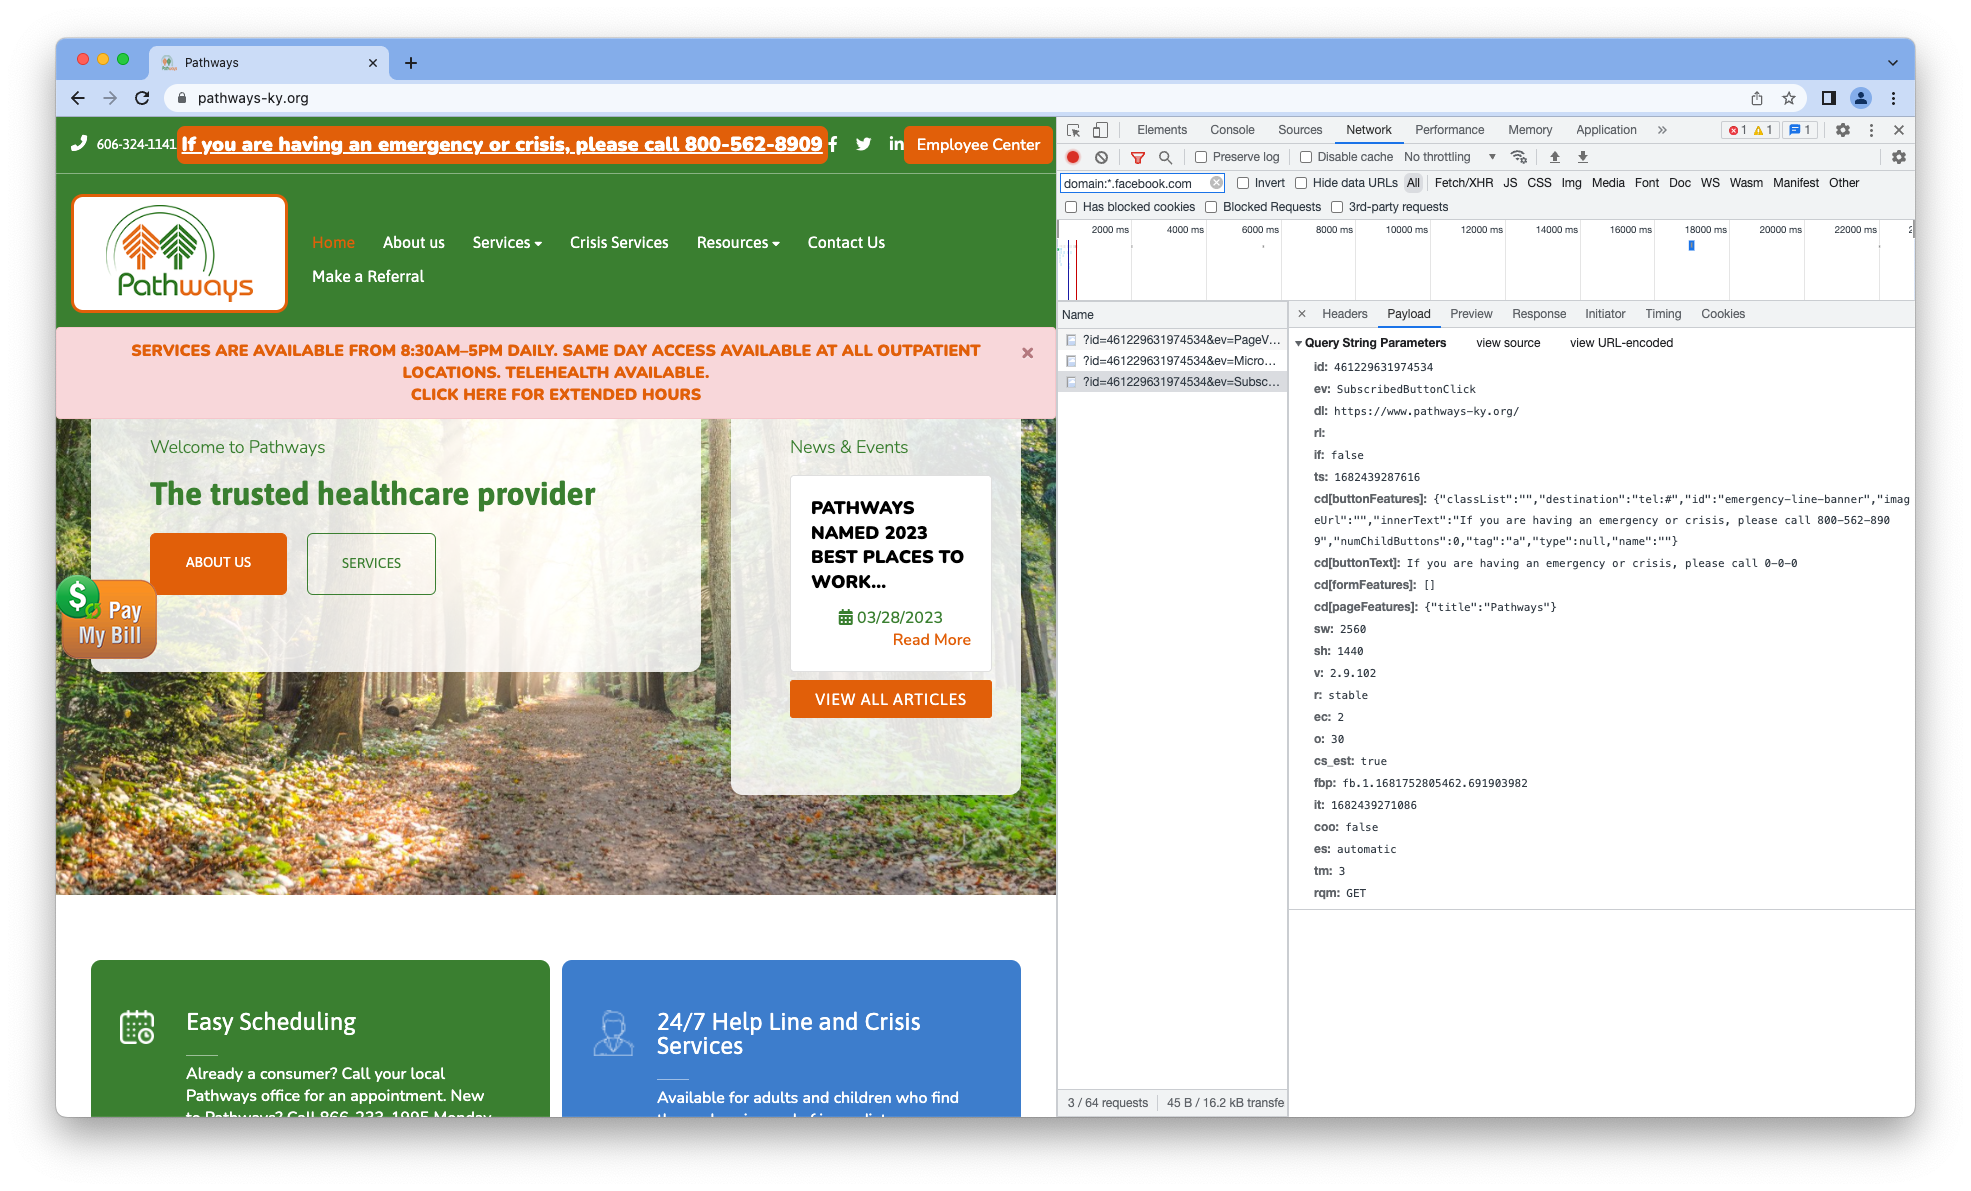 Pathways
pathways-ky.org
606-324-1141
If you are having an emergency or crisis, please call 800-562-8909
Employee Center
Pathways
Home
About us
Services
Crisis Services
Resources
Contact Us
Make a Referral
SERVICES ARE AVAILABLE FROM 8:30AM–5PM DAILY. SAME DAY ACCESS AVAILABLE AT ALL OUTPATIENT
LOCATIONS. TELEHEALTH AVAILABLE.
CLICK HERE FOR EXTENDED HOURS
Welcome to Pathways
The trusted healthcare provider
ABOUT US
SERVICES
$ Pay
My Bill
News & Events
PATHWAYS
NAMED 2023
BEST PLACES TO
WORK...
03/28/2023
Read More
VIEW ALL ARTICLES
Easy Scheduling
Already a consumer? Call your local
Pathways office for an appointment. New
to Pathways? Call 866-233-1995 Monday
24/7 Help Line and Crisis
Services
Available for adults and children who find
Elements Console Sources Network Performance Memory Application » 1 1 1
Preserve log Disable cache No throttling
domain:*.facebook.com Invert Hide data URLs All Fetch/XHR JS CSS Img Media Font Doc WS Wasm Manifest Other
Has blocked cookies Blocked Requests 3rd-party requests
2000 ms 4000 ms 6000 ms 8000 ms 10000 ms 12000 ms 14000 ms 16000 ms 18000 ms 20000 ms 22000 ms
Name
?id=461229631974534&ev=PageV...
?id=461229631974534&ev=Micro...
?id=461229631974534&ev=Subsc...
Headers Payload Preview Response Initiator Timing Cookies
Query String Parameters view source view URL-encoded
id: 461229631974534
ev: SubscribedButtonClick
dl: https://www.pathways-ky.org/
rl:
if: false
ts: 1682439287616
cd[buttonFeatures]: {"classList":"","destination":"tel:#","id":"emergency-line-banner","imag
eUrl":"","innerText":"If you are having an emergency or crisis, please call 800-562-890
9","numChildButtons":0,"tag":"a","type":null,"name":""}
cd[buttonText]: If you are having an emergency or crisis, please call 0-0-0
cd[formFeatures]: []
cd[pageFeatures]: {"title":"Pathways"}
sw: 2560
sh: 1440
v: 2.9.102
r: stable
ec: 2
o: 30
cs_est: true
fbp: fb.1.1681752805462.691903982
it: 1682439271086
coo: false
es: automatic
tm: 3
rqm: GET
3 / 64 requests 45 B / 16.2 kB transfe